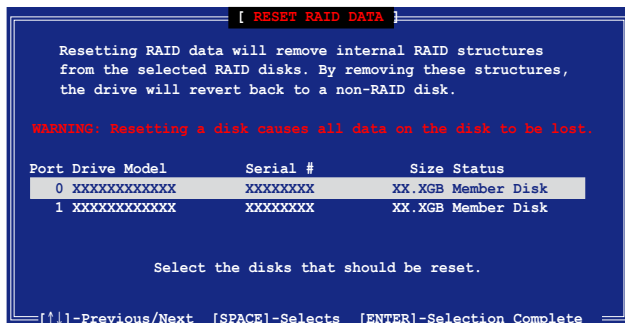 [ RESET RAID DATA ]
Resetting RAID data will remove internal RAID structures
from the selected RAID disks. By removing these structures,
the drive will revert back to a non-RAID disk.
WARNING: Resetting a disk causes all data on the disk to be lost.
Port Drive Model Serial # Size Status
0 XXXXXXXXXXXX XXXXXXXX XX.XGB Member Disk
1 XXXXXXXXXXXX XXXXXXXX XX.XGB Member Disk
Select the disks that should be reset.
[↑↓]-Previous/Next [SPACE]-Selects [ENTER]-Selection Complete